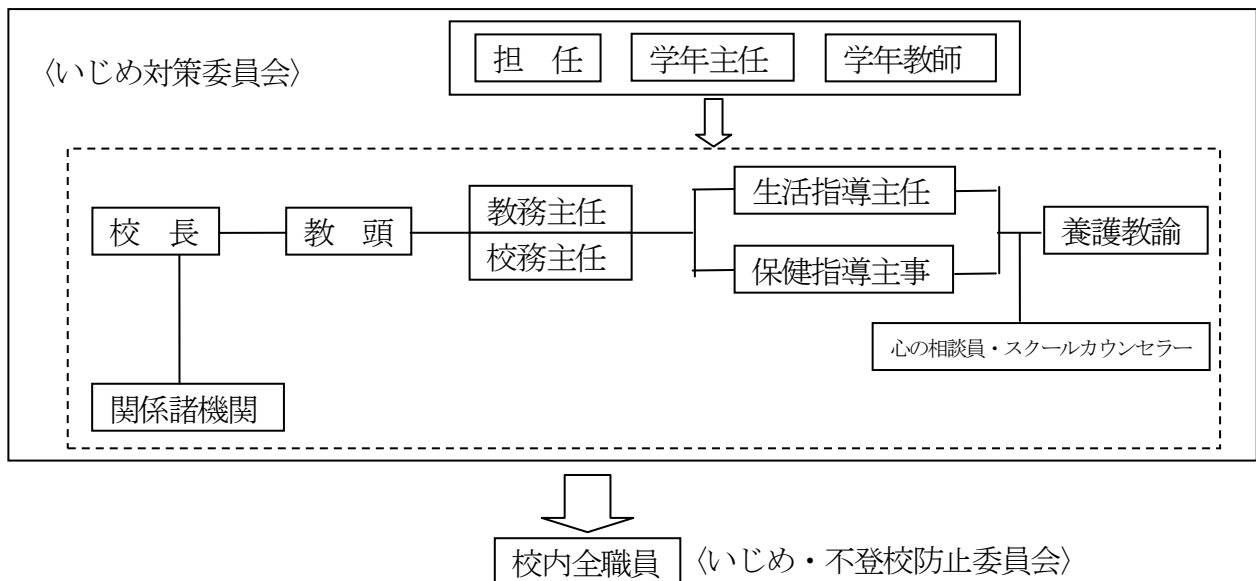 担　任
学年主任
学年教師
〈いじめ対策委員会〉
生活指導主任
教務主任
校　長
教　頭
養護教諭
校務主任
保健指導主事
心の相談員・スクールカウンセラー
関係諸機関
校内全職員
〈いじめ・不登校防止委員会〉